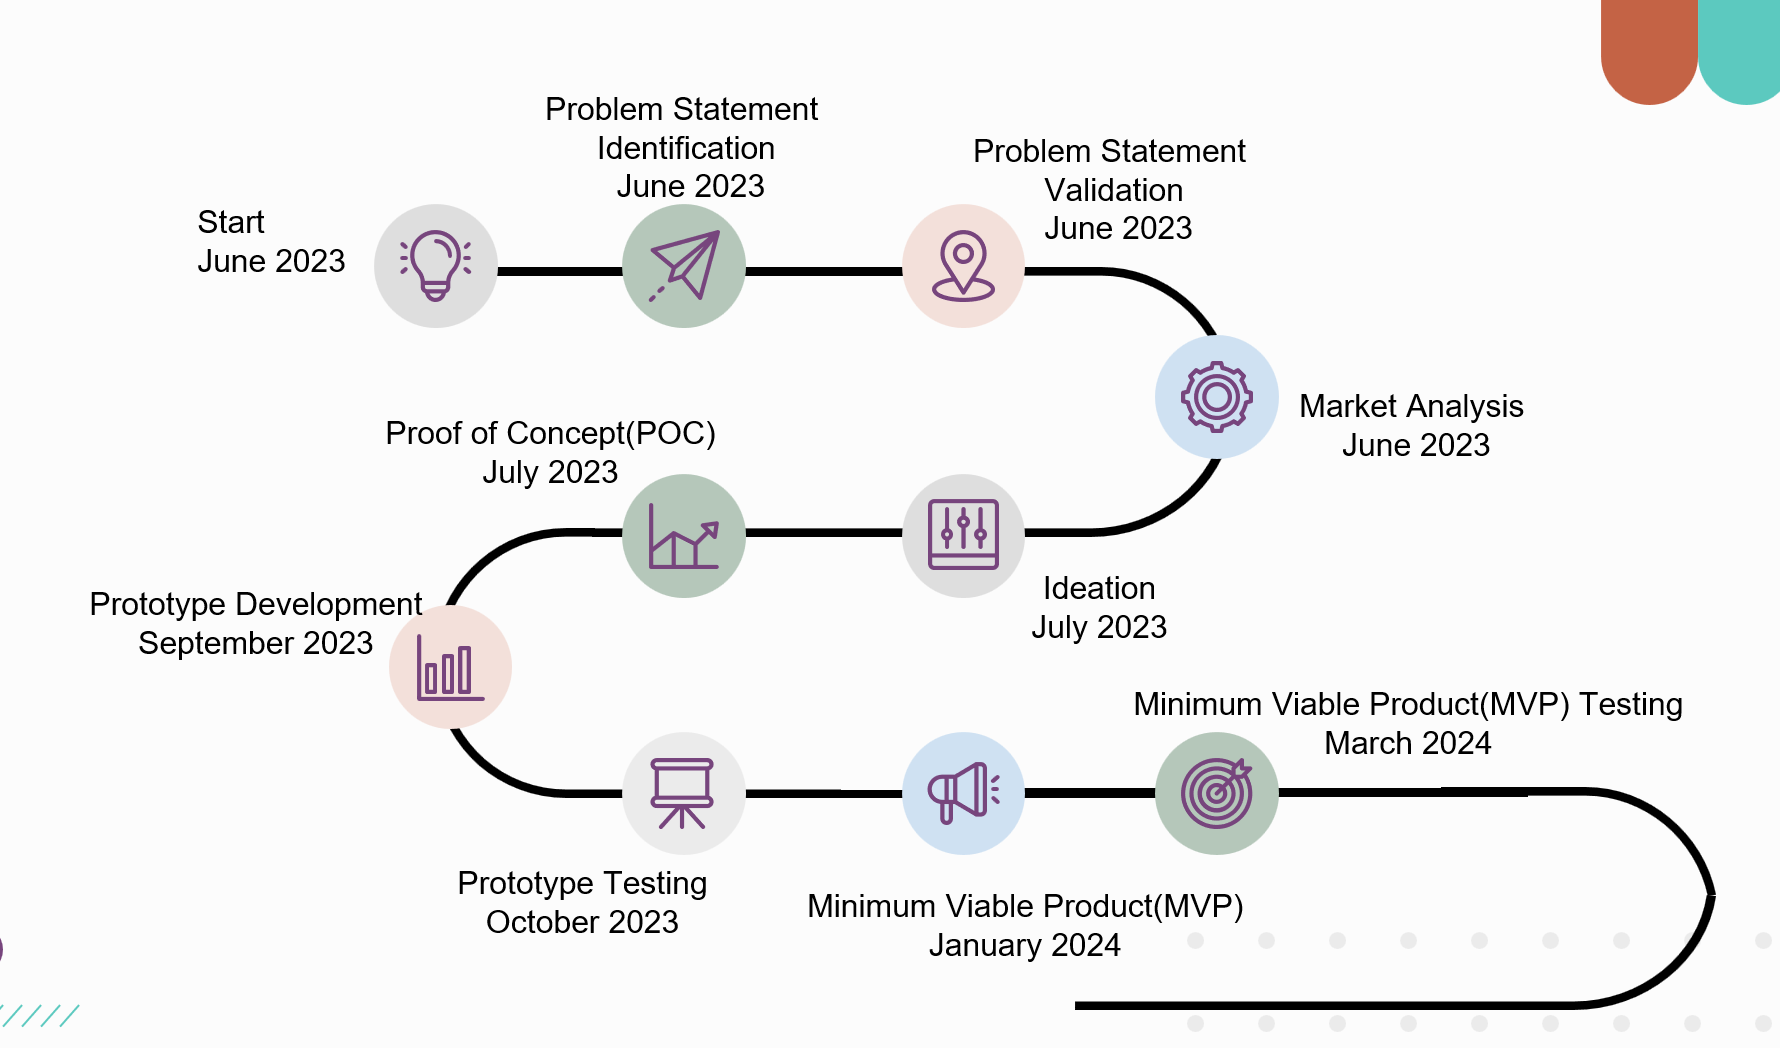 Start
June 2023
Problem Statement
Identification
June 2023
Problem Statement
Validation
June 2023
Market Analysis
June 2023
Ideation
July 2023
Proof of Concept(POC)
July 2023
Prototype Development
September 2023
Prototype Testing
October 2023
Minimum Viable Product(MVP)
January 2024
Minimum Viable Product(MVP) Testing
March 2024